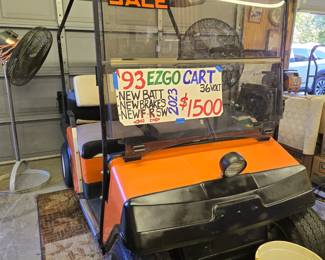 SALE
'93 EZGO CART
-NEW BATT 36 VOLT
-NEW BRAKES
-NEW F R SW
2023
$1500